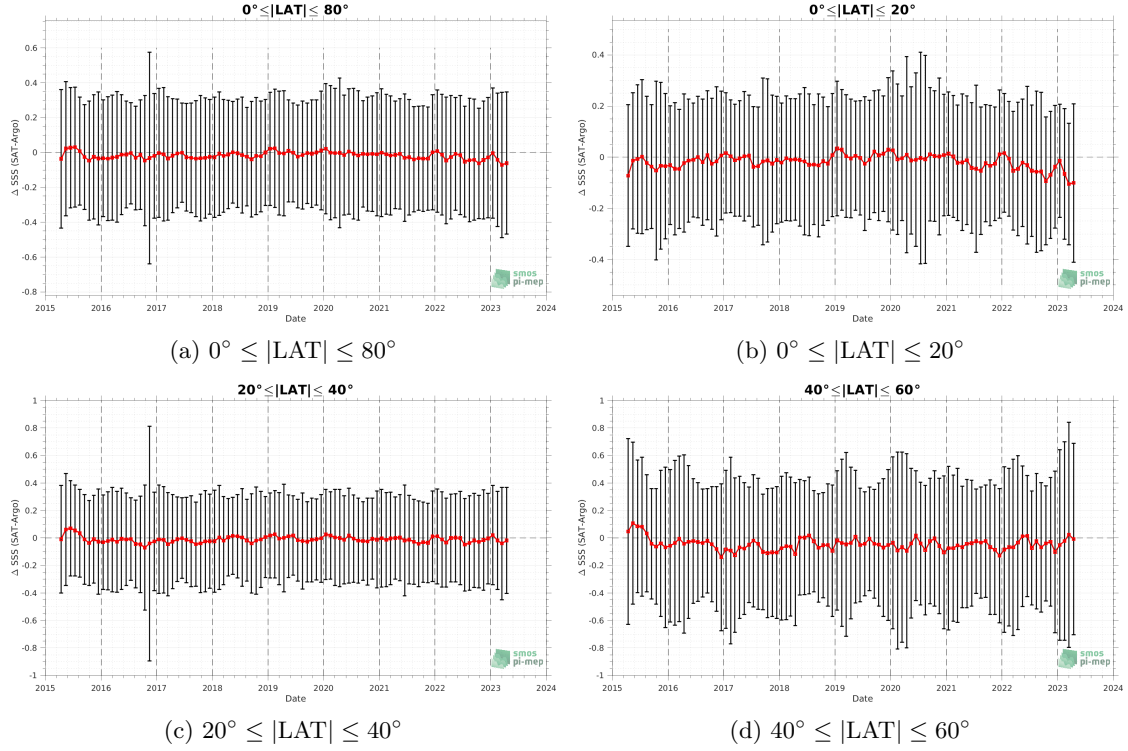 0°≤|LAT|≤ 80°
0.6
0.4
0.2
0
-0.2
-0.4
-0.6
-0.8
Δ SSS (SAT-Argo)
2015 2016 2017 2018 2019 2020 2021 2022 2023 2024
Date
smos
pi-mep
(a) 0° ≤ |LAT| ≤ 80°
0°≤|LAT|≤ 20°
0.4
0.2
0
-0.2
-0.4
Δ SSS (SAT-Argo)
2015 2016 2017 2018 2019 2020 2021 2022 2023 2024
Date
smos
pi-mep
(b) 0° ≤ |LAT| ≤ 20°
20°≤|LAT|≤ 40°
1
0.8
0.6
0.4
0.2
0
-0.2
-0.4
-0.6
-0.8
-1
Δ SSS (SAT-Argo)
2015 2016 2017 2018 2019 2020 2021 2022 2023 2024
Date
smos
pi-mep
(c) 20° ≤ |LAT| ≤ 40°
40°≤|LAT|≤ 60°
1
0.8
0.6
0.4
0.2
0
-0.2
-0.4
-0.6
-0.8
-1
Δ SSS (SAT-Argo)
2015 2016 2017 2018 2019 2020 2021 2022 2023 2024
Date
smos
pi-mep
(d) 40° ≤ |LAT| ≤ 60°